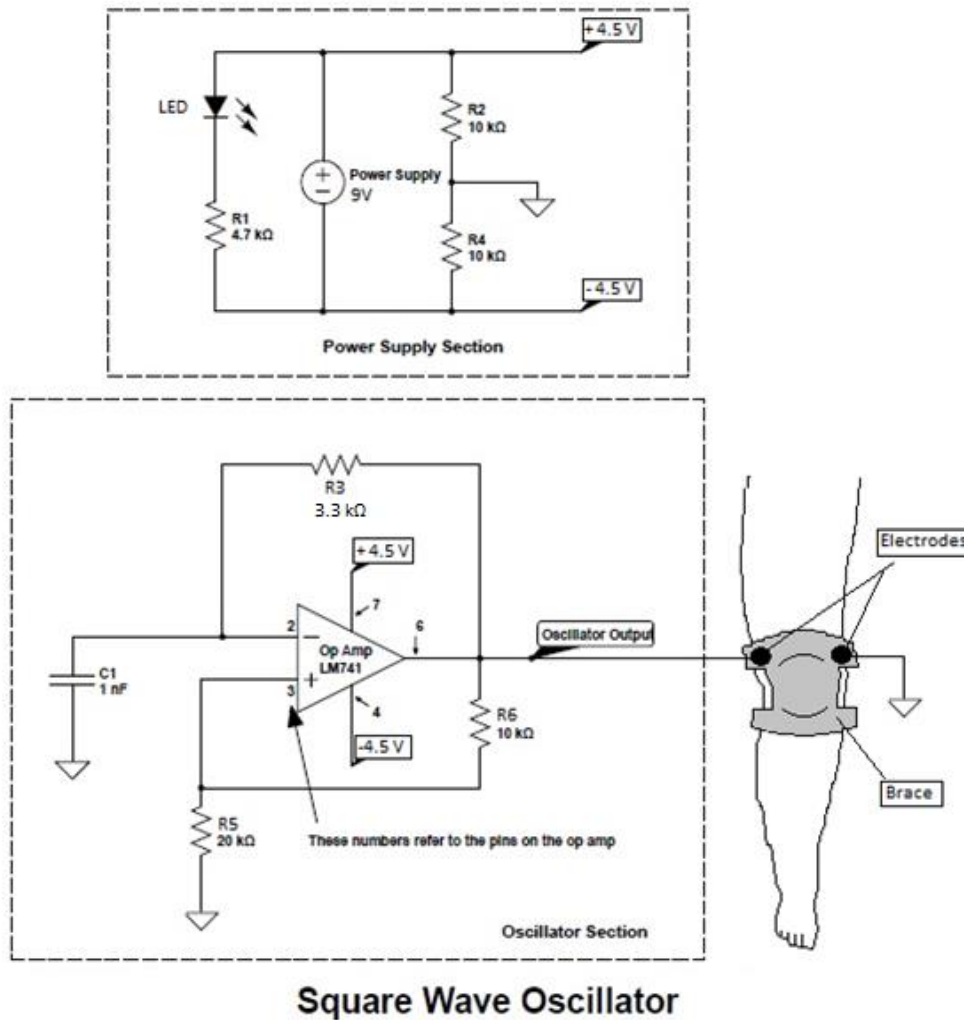 + 4.5 V
LED
R2
10 kΩ
Power Supply
9V
R1
4.7 kΩ
R4
10kΩ
- 4.5 V
Power Supply Section
R3
3.3 kΩ
+ 4.5 V
7
Electrodes
2
6
Oscillator Output
Op Amp
LM741
C1
1 nF
3
4
R6
10 kΩ
-4.5 V
Brace
R5
20 kΩ
These numbers refer to the pins on the op amp
Oscillator Section
Square Wave Oscillator